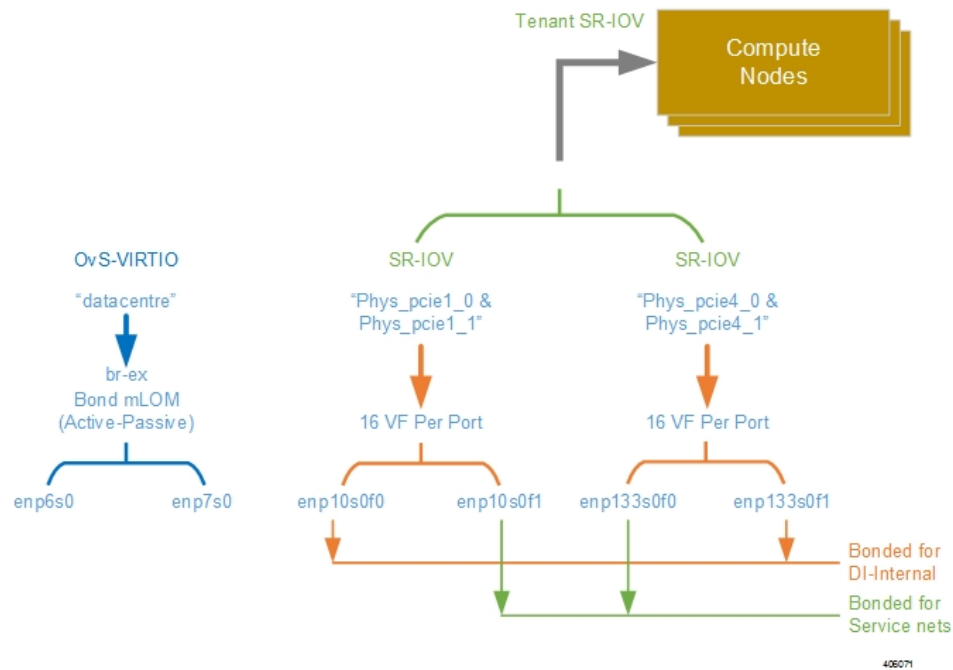 Tenant SR-IOV
Compute
Nodes
OvS-VIRTIO
SR-IOV
SR-IOV
“datacentre”
“Phys_pcie1_0 &
Phys_pcie1_1”
“Phys_pcie4_0 &
Phys_pcie4_1”
br-ex
Bond mLOM
(Active-Passive)
16 VF Per Port
16 VF Per Port
enp6s0
enp7s0
enp10s0f0
enp10s0f1
enp133s0f0
enp133s0f1
Bonded for
DI-Internal
Bonded for
Service nets
406071